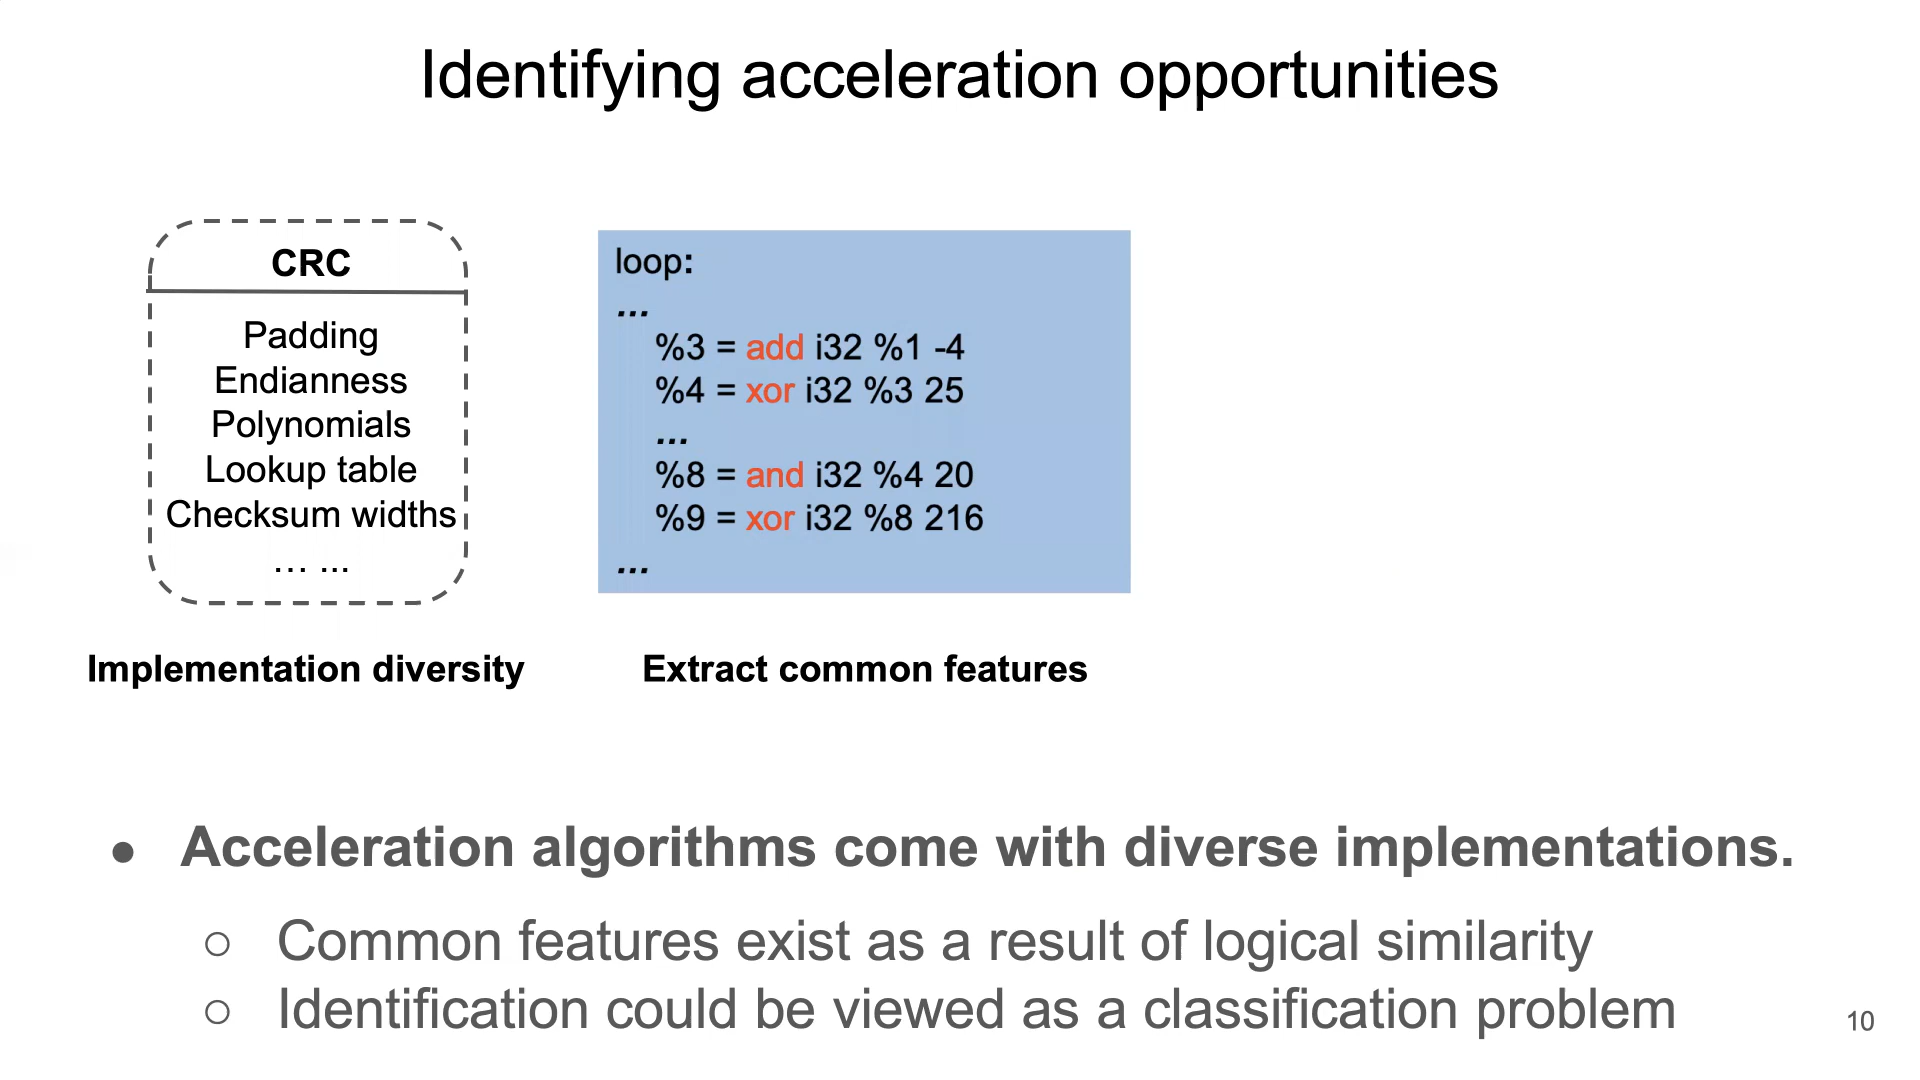 Identifying acceleration opportunities
CRC
Padding
Endianness
Polynomials
Lookup table
Checksum widths
... ...
Implementation diversity
loop:
...
%3 = add i32 %1 -4
%4 = xor i32 %3 25
...
%8 = and i32 %4 20
%9 = xor i32 %8 216
...
Extract common features
● Acceleration algorithms come with diverse implementations.
○ Common features exist as a result of logical similarity
○ Identification could be viewed as a classification problem
10